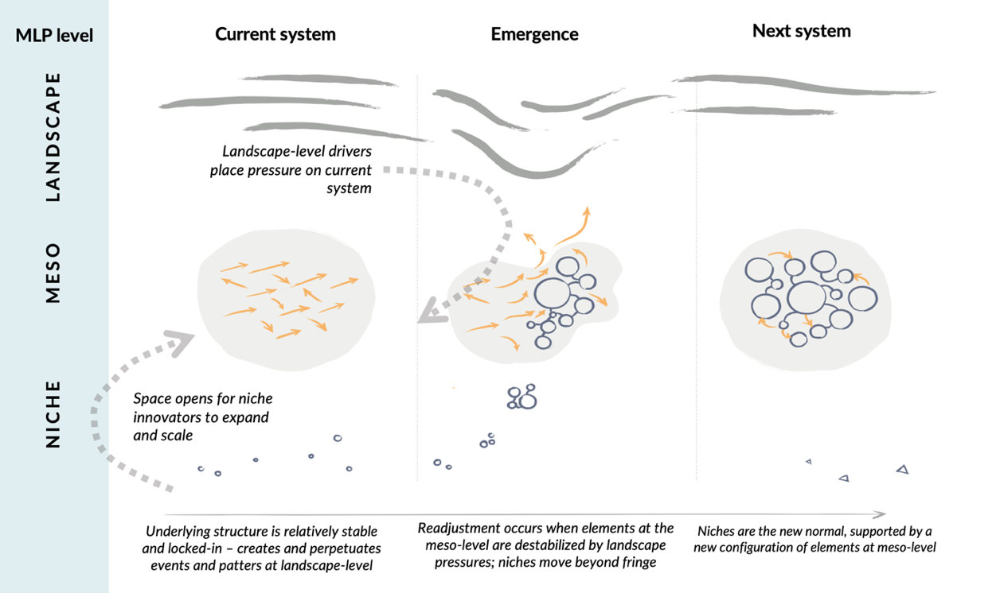 MLP level
Current system
Emergence
Next system
LANDSCAPE
Landscape-level drivers
place pressure on current
system
MESO
NICHE
Space opens for niche
innovators to expand
and scale
Underlying structure is relatively stable
and locked-in – creates and perpetuates
events and patters at landscape-level
Readjustment occurs when elements at the
meso-level are destabilized by landscape
pressures; niches move beyond fringe
Niches are the new normal, supported by a
new configuration of elements at meso-level